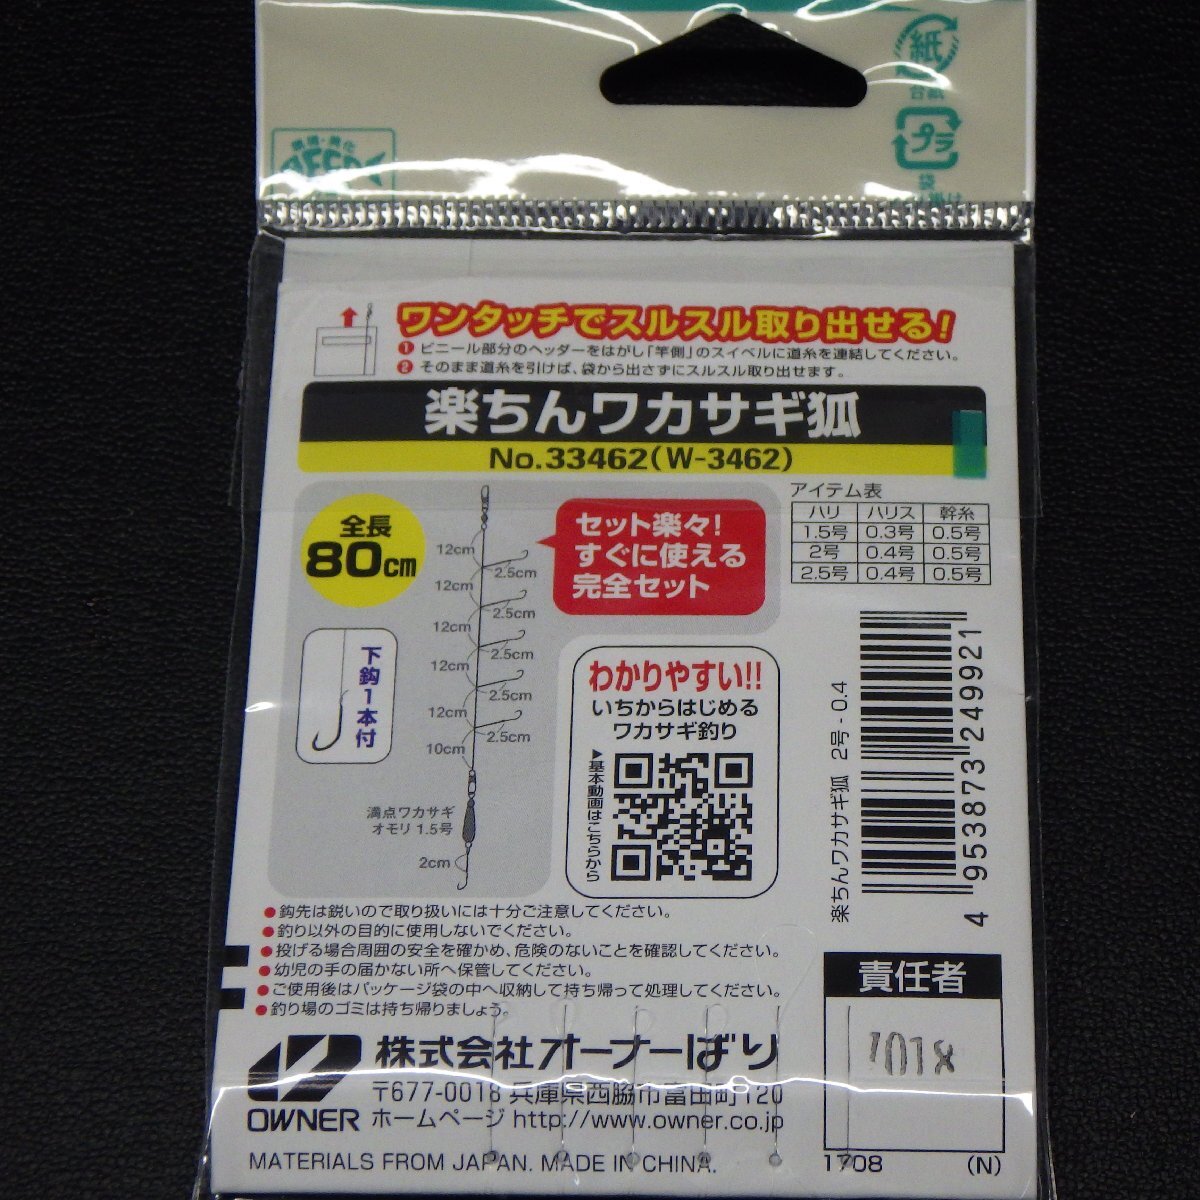 紙
台紙
プラ
袋
ワンタッチでスルスル取り出せる!
❶ ビニール部分のヘッダーをはがし「竿側」のスイベルに道糸を連結してください。
❷ そのまま道糸を引けば、袋から出さずにスルスル取り出せます。
楽ちんワカサギ狐
No.33462(W-3462)
全長
80cm
12cm
2.5cm
12cm
2.5cm
12cm
2.5cm
12cm
2.5cm
12cm
2.5cm
10cm
満点ワカサギ
オモリ 1.5号
2cm
下鈎1本付
セット楽々!
すぐに使える
完全セット
アイテム表
ハリ ハリス 幹糸
1.5号 0.3号 0.5号
2号 0.4号 0.5号
2.5号 0.4号 0.5号
わかりやすい!!
いちからはじめる
ワカサギ釣り
▶基本動画はこちらから
楽ちんワカサギ狐 2号-0.4
4 953873 249921
●鈎先は鋭いので取り扱いには十分ご注意してください。
●釣り以外の目的に使用しないでください。
●投げる場合周囲の安全を確かめ、危険のないことを確認してください。
●幼児の手の届かない所へ保管してください。
●ご使用後はパッケージ袋の中へ収納して持ち帰って処理してください。
●釣り場のゴミは持ち帰りましょう。
責任者
1018
OWNER
株式会社オーナーばり
〒677-0018 兵庫県西脇市富田町120
ホームページ http://www.owner.co.jp
MATERIALS FROM JAPAN. MADE IN CHINA.
1708 (N)